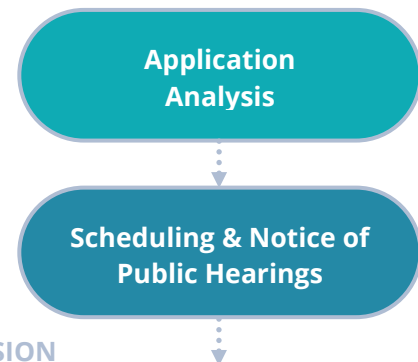 Application
Analysis
Scheduling & Notice of
Public Hearings
SION